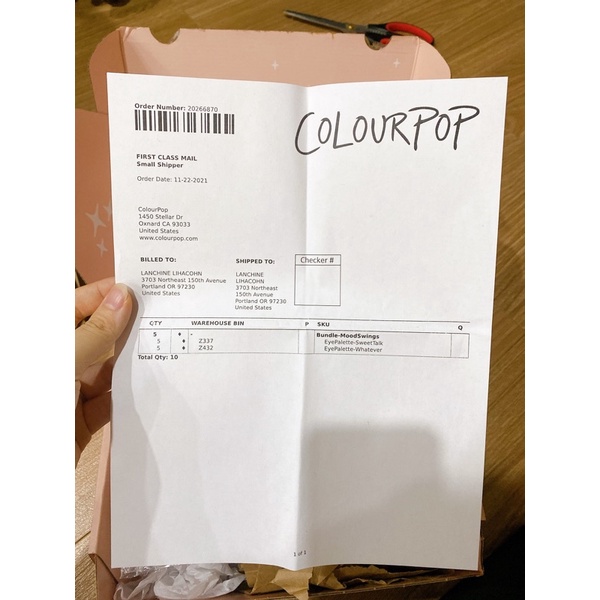 Order Number: 20266870
COLOURPOP
FIRST CLASS MAIL
Small Shipper
Order Date: 11-22-2021
ColourPop
1450 Stellar Dr
Oxnard CA 93033
United States
www.colourpop.com
BILLED TO:
LANCHINE LIHACOHN
3703 Northeast 150th Avenue
Portland OR 97230
United States
SHIPPED TO:
LANCHINE
LIHACOHN
3703 Northeast
150th Avenue
Portland OR 97230
United States
Checker #
QTY WAREHOUSE BIN P SKU Q
5 - Bundle-MoodSwings
5 Z337 EyePalette-SweetTalk
5 Z432 EyePalette-Whatever
Total Qty: 10
1 of 1